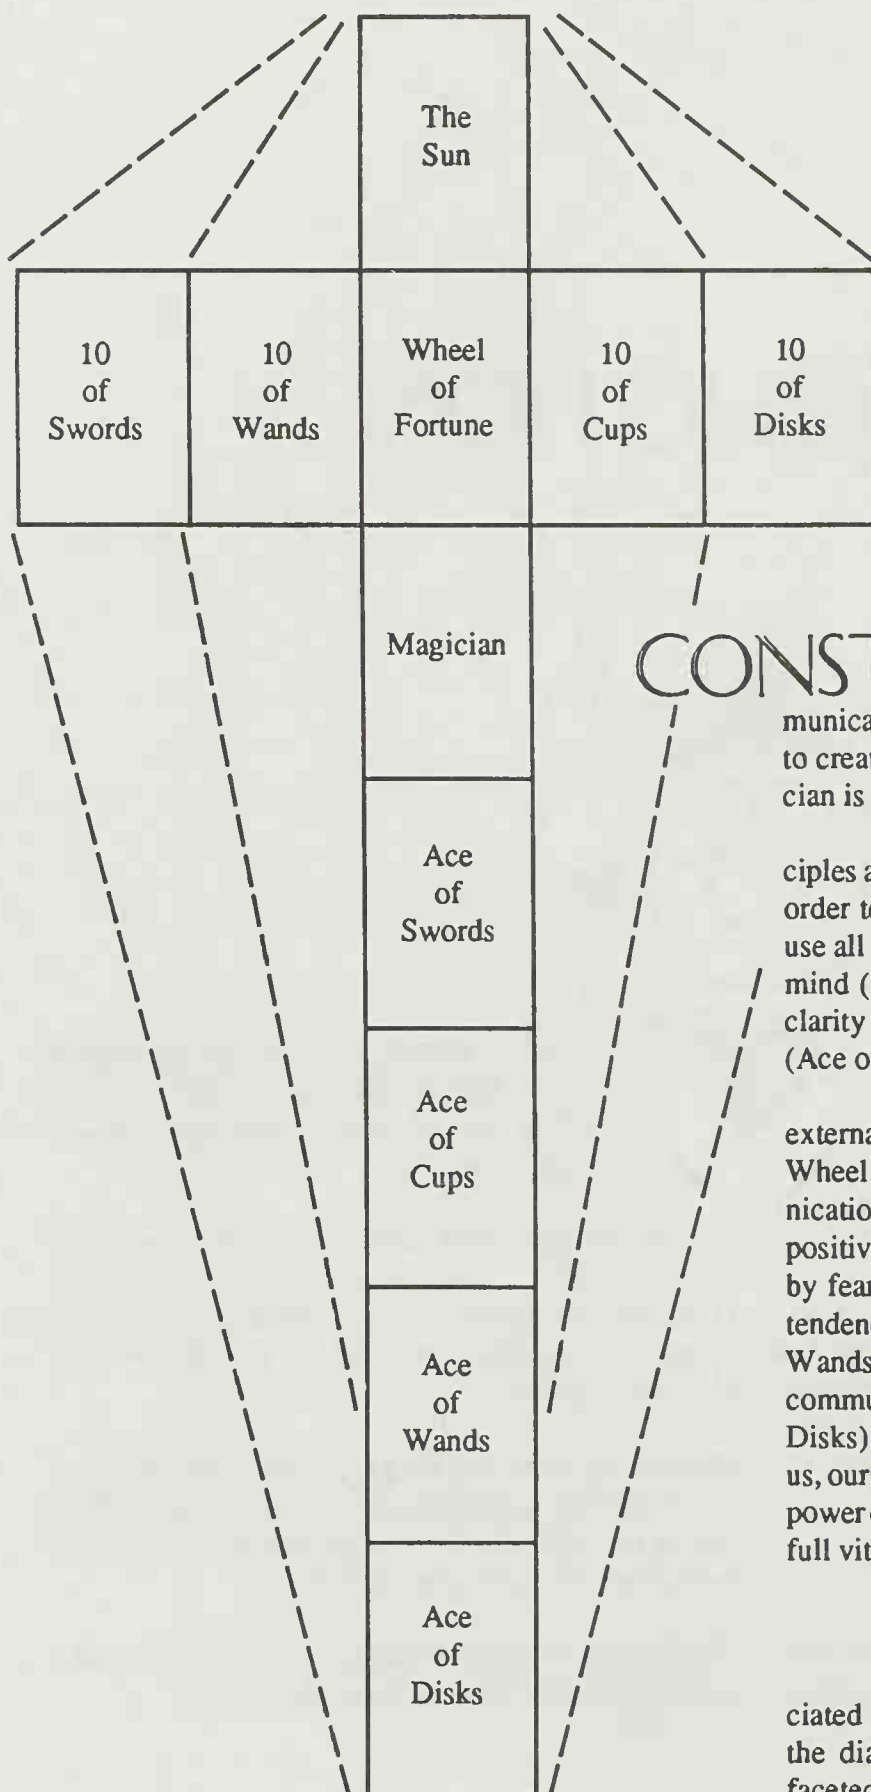 The
Sun
10
of
Swords
10
of
Wands
Wheel
of
Fortune
10
of
Cups
10
of
Disks
Magician
Ace
of
Swords
Ace
of
Cups
Ace
of
Wands
Ace
of
Disks
CONST
munica
to crea
cian is
ciples a
order to
use all
mind (
clarity
(Ace o
externa
Wheel
nicatio
positiv
by fear
tendenc
Wands
commu
Disks)
us, our
power
full vit
ciated
the dia
faceted